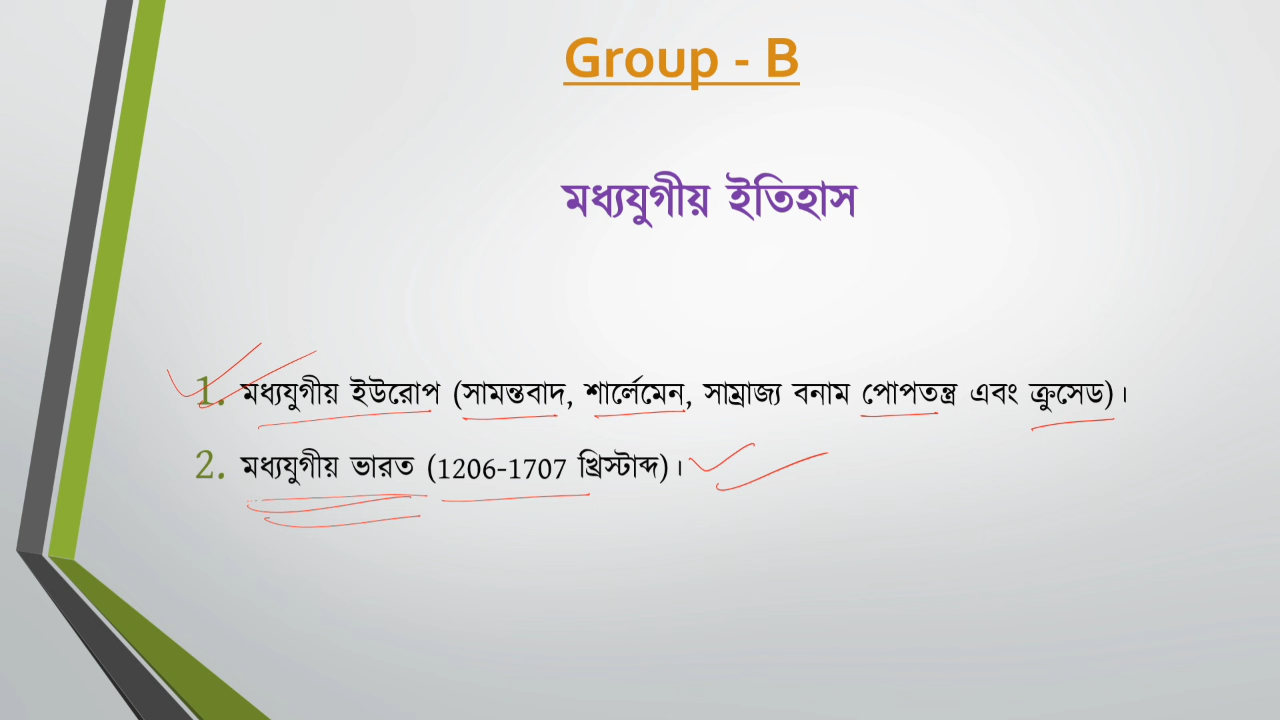 Group - B
মধ্যযুগীয় ইতিহাস
1. মধ্যযুগীয় ইউরোপ (সামন্তবাদ, শার্লেমেন, সাম্রাজ্য বনাম পোপতন্ত্র এবং ক্রুসেড)।
2. মধ্যযুগীয় ভারত (1206-1707 খ্রিস্টাব্দ)।